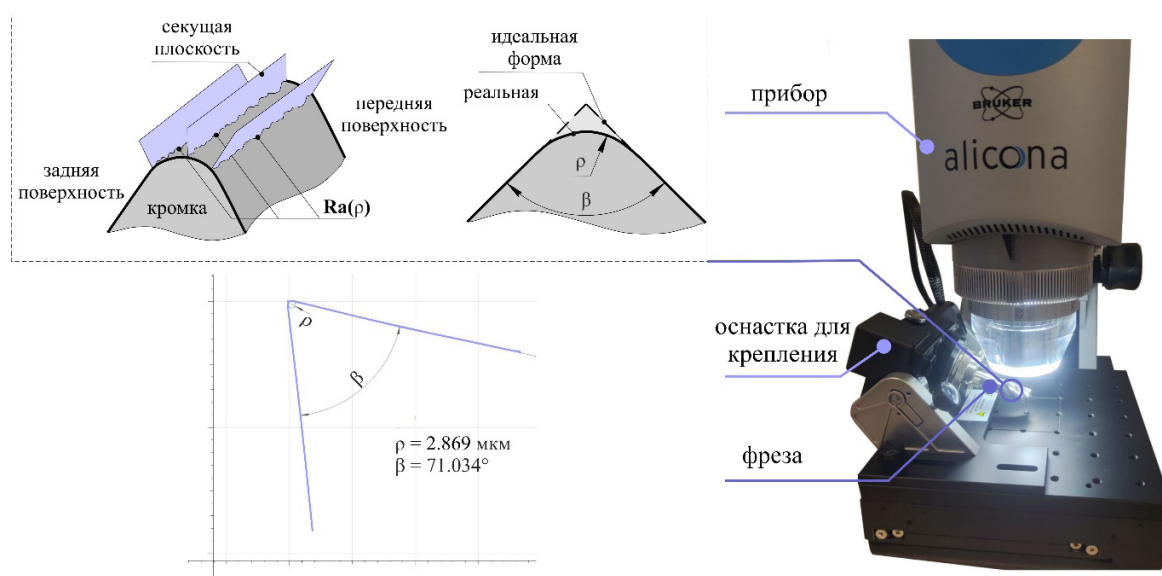 секущая
плоскость
передняя
поверхность
задняя
поверхность
кромка
Ra(ρ)
идеальная
форма
реальная
ρ
β
ρ
β
ρ = 2.869 мкм
β = 71.034°
прибор
BRUKER
alicona
оснастка для
крепления
фреза